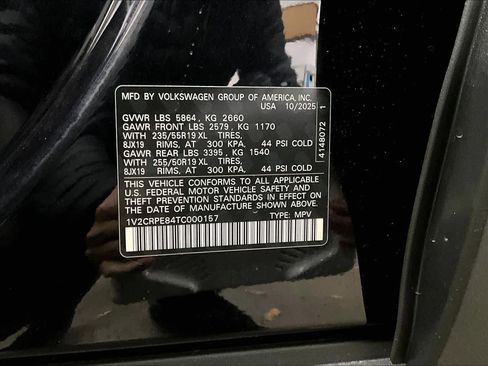 MFD BY VOLKSWAGEN GROUP OF AMERICA, INC.
USA 10/2025
GVWR LBS 5864, KG 2660
GAWR FRONT LBS 2579, KG 1170
WITH 235/55R19 XL TIRES,
8JX19 RIMS, AT 300 KPA. 44 PSI COLD
GAWR REAR LBS 3395, KG 1540
WITH 255/50R19 XL TIRES,
8JX19 RIMS, AT 300 KPA. 44 PSI COLD
THIS VEHICLE CONFORMS TO ALL APPLICABLE
U.S. FEDERAL MOTOR VEHICLE SAFETY AND
THEFT PREVENTION STANDARDS IN EFFECT ON
THE DATE OF MANUFACTURE SHOWN ABOVE.
1V2CRPE84TC000157 TYPE: MPV
4148072 1